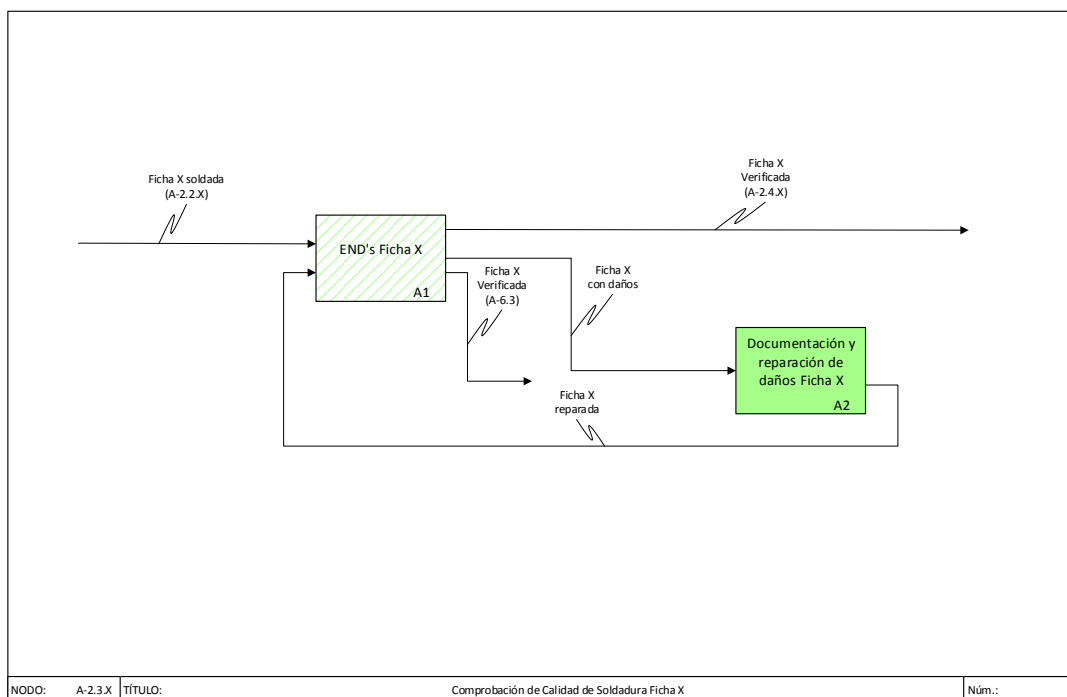 Ficha X soldada
(A-2.2.X)
Ficha X
Verificada
(A-2.4.X)
END's Ficha X
A1
Ficha X
Verificada
(A-6.3)
Ficha X
con daños
Documentación y
reparación de
daños Ficha X
A2
Ficha X
reparada
NODO: A-2.3.X TÍTULO: Comprobación de Calidad de Soldadura Ficha X Núm.: